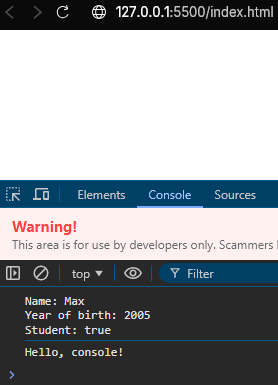 127.0.0.1:5500/index.html
Elements Console Sources
Warning!
This area is for use by developers only. Scammers
top Filter
Name: Max
Year of birth: 2005
Student: true
Hello, console!